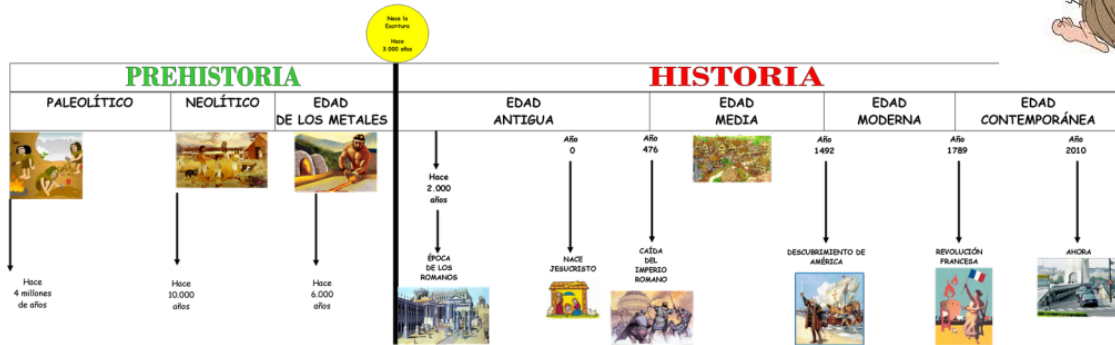 Nace la
Escritura
Hace
3.000 años
PREHISTORIA
HISTORIA
PALEOLÍTICO
NEOLÍTICO
EDAD
DE LOS METALES
EDAD
ANTIGUA
EDAD
MEDIA
EDAD
MODERNA
EDAD
CONTEMPORÁNEA
Hace
4 millones
de años
Hace
10.000
años
Hace
6.000
años
Hace
2.000
años
ÉPOCA
DE LOS
ROMANOS
Año
0
NACE
JESUCRISTO
Año
476
CAÍDA
DEL
IMPERIO
ROMANO
Año
1492
DESCUBRIMIENTO DE
AMÉRICA
Año
1789
REVOLUCIÓN
FRANCESA
Año
2010
AHORA